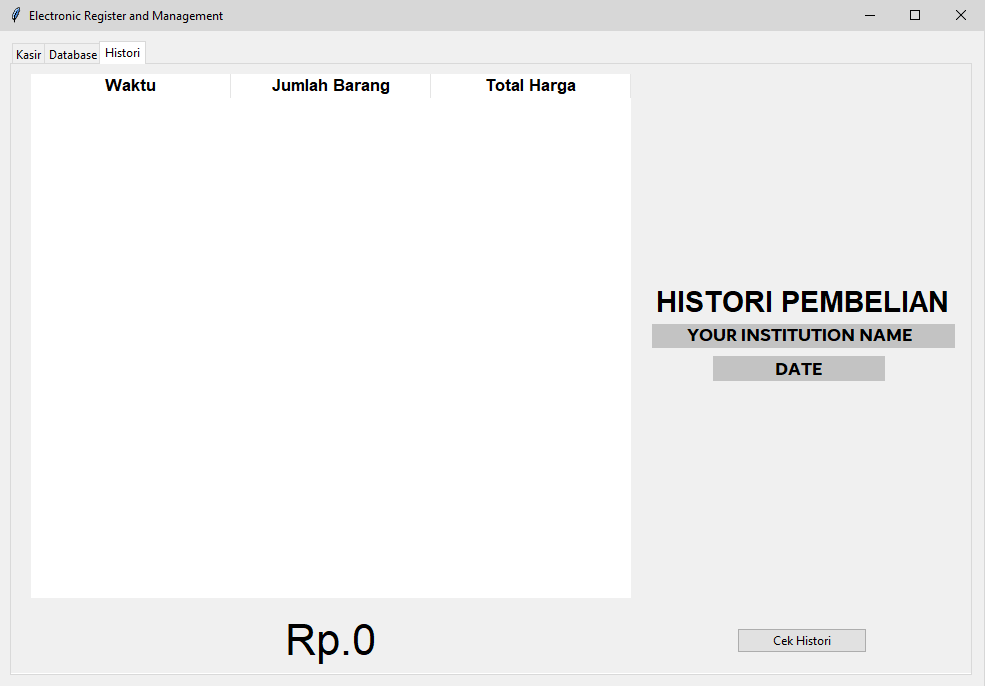 Electronic Register and Management
Kasir Database Histori
Waktu Jumlah Barang Total Harga
HISTORI PEMBELIAN
YOUR INSTITUTION NAME
DATE
Rp.0
Cek Histori